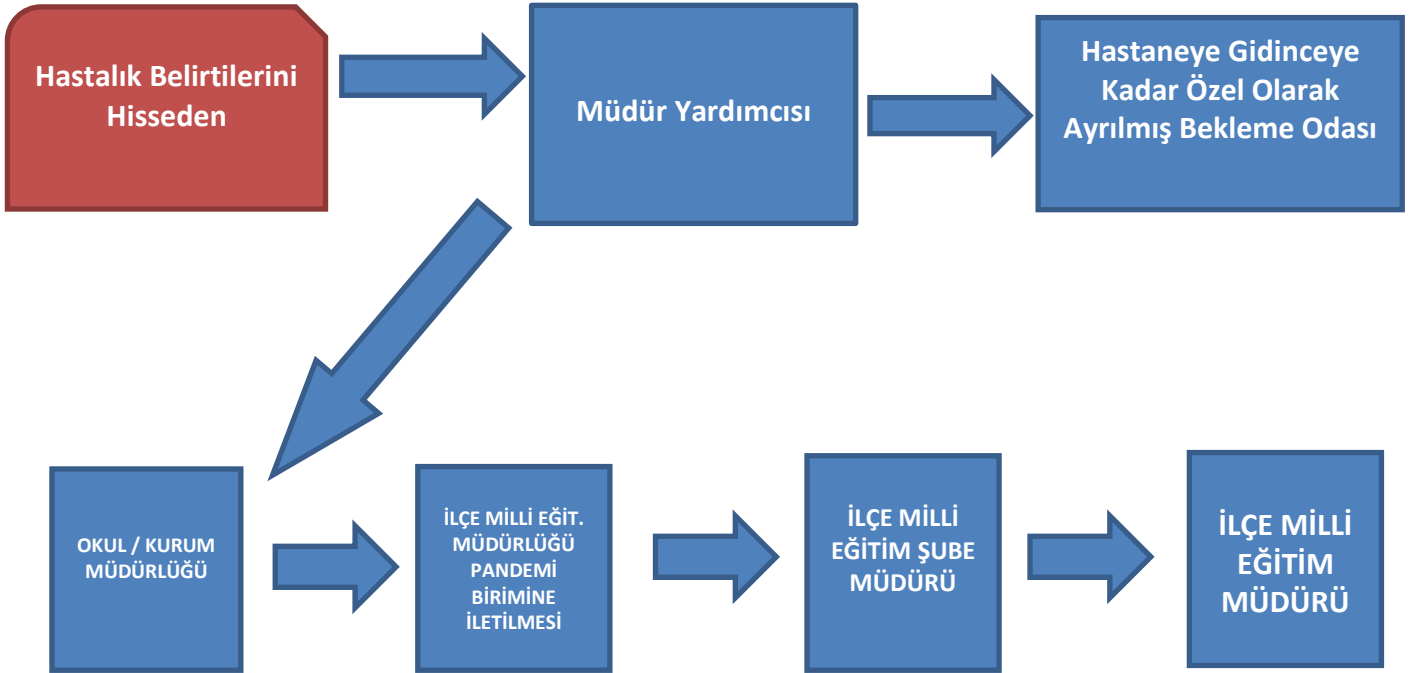 Hastalık Belirtilerini
Hisseden
Müdür Yardımcısı
Hastaneye Gidinceye
Kadar Özel Olarak
Ayrılmış Bekleme Odası
OKUL / KURUM
MÜDÜRLÜĞÜ
İLÇE MİLLİ EĞİT.
MÜDÜRLÜĞÜ
PANDEMİ
BİRİMİNE
İLETİLMESİ
İLÇE MİLLİ
EĞİTİM ŞUBE
MÜDÜRÜ
İLÇE MİLLİ
EĞİTİM
MÜDÜRÜ